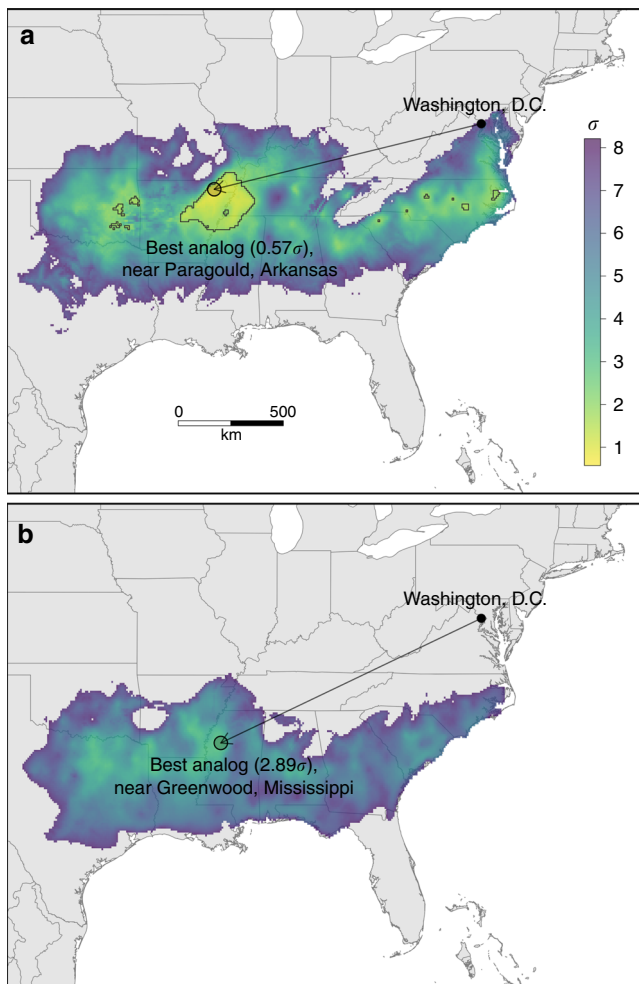 a
Washington, D.C.
σ
8
7
6
5
4
3
2
1
Best analog (0.57σ),
near Paragould, Arkansas
0 500
km
b
Washington, D.C.
Best analog (2.89σ),
near Greenwood, Mississippi